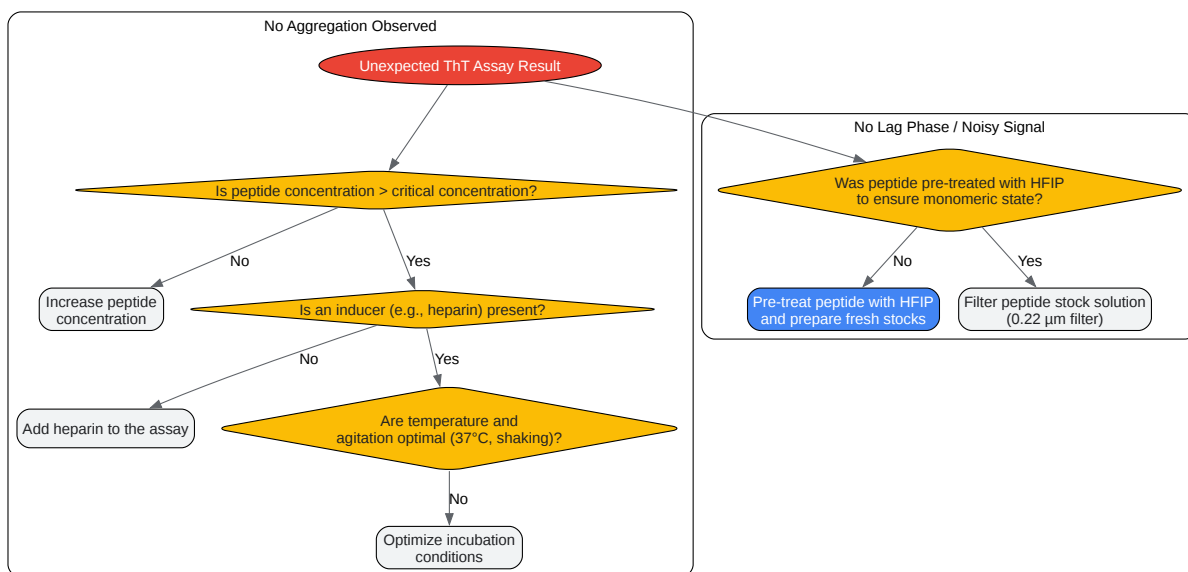 No Aggregation Observed
Unexpected ThT Assay Result
No Lag Phase / Noisy Signal
Is peptide concentration > critical concentration?
Was peptide pre-treated with HFIP
to ensure monomeric state?
No
Yes
No
Yes
Increase peptide
concentration
Is an inducer (e.g., heparin) present?
Pre-treat peptide with HFIP
and prepare fresh stocks
Filter peptide stock solution
(0.22 µm filter)
No
Yes
Add heparin to the assay
Are temperature and
agitation optimal (37°C, shaking)?
No
Optimize incubation
conditions